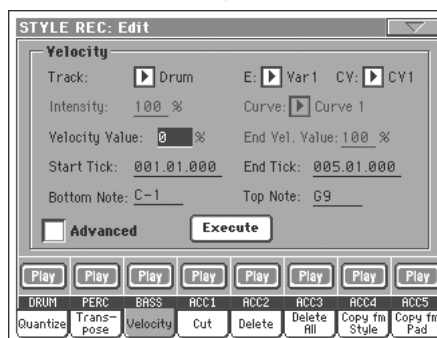 STYLE REC: Edit
Velocity
Track: Drum E: Var1 CV: CV1
Intensity: 100 % Curve: Curve 1
Velocity Value: 0 % End Vel. Value: 100 %
Start Tick: 001.01.000 End Tick: 005.01.000
Bottom Note: C-1 Top Note: G9
Advanced Execute
Play Play Play Play Play Play Play Play
DRUM PERC BASS ACC1 ACC2 ACC3 ACC4 ACC5
Quantize Trans- Velocity Cut Delete Delete Copy fm Copy fm
pose All Style Pad